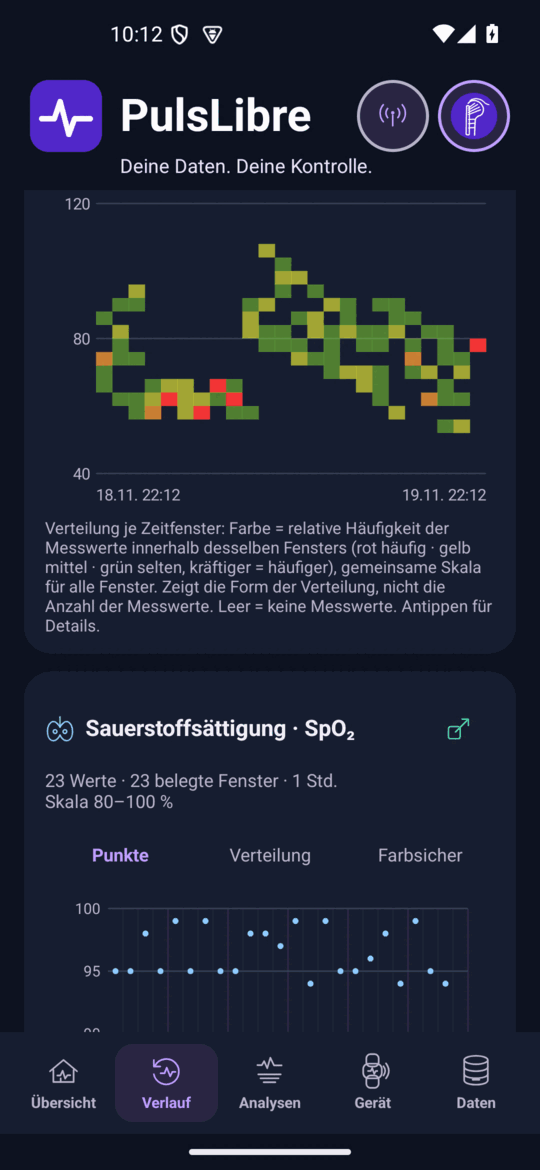 10:12
PulsLibre
Deine Daten. Deine Kontrolle.
120
80
40
18.11. 22:12
19.11. 22:12
Verteilung je Zeitfenster: Farbe = relative Häufigkeit der
Messwerte innerhalb desselben Fensters (rot häufig · gelb
mittel · grün selten, kräftiger = häufiger), gemeinsame Skala
für alle Fenster. Zeigt die Form der Verteilung, nicht die
Anzahl der Messwerte. Leer = keine Messwerte. Antippen für
Details.
Sauerstoffsättigung · SpO₂
23 Werte · 23 belegte Fenster · 1 Std.
Skala 80–100 %
Punkte
Verteilung
Farbsicher
100
95
90
Übersicht
Verlauf
Analysen
Gerät
Daten